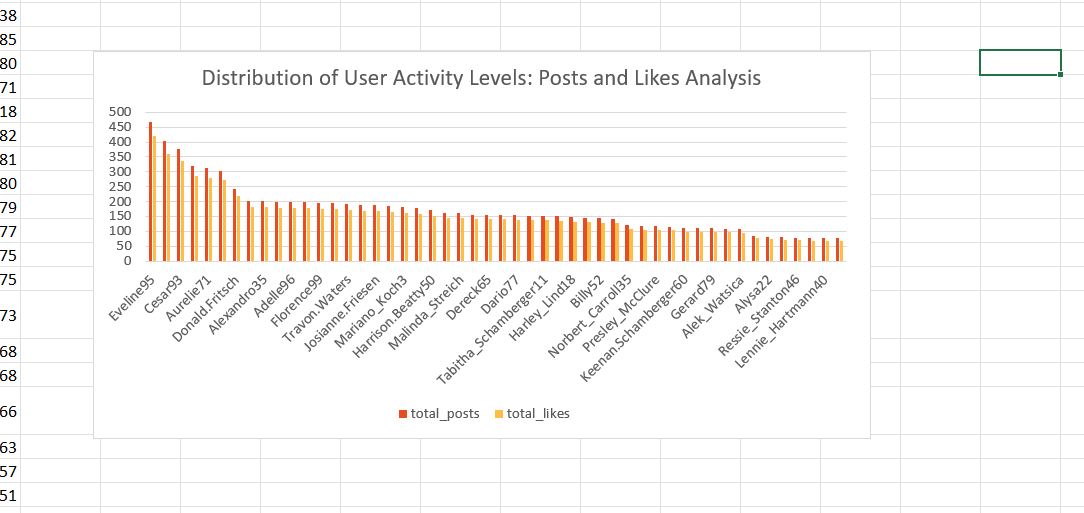 38
85
80
71
18
82
81
80
79
77
75
75
73
68
68
66
63
57
51
Distribution of User Activity Levels: Posts and Likes Analysis
500
450
400
350
300
250
200
150
100
50
0
Eveline95
Cesar93
Aurelie71
Donald.Fritsch
Alexandro35
Adelle96
Florence99
Travon.Waters
Josianne.Friesen
Mariano_Koch3
Harrison.Beatty50
Malinda_Streich
Dereck65
Dario77
Tabitha_Schamberger11
Harley_Lind18
Billy52
Norbert_Carroll35
Presley_McClure
Keenan.Schamberger60
Gerard79
Alek_Watsica
Alysa22
Ressie_Stanton46
Lennie_Hartmann40
total_posts total_likes